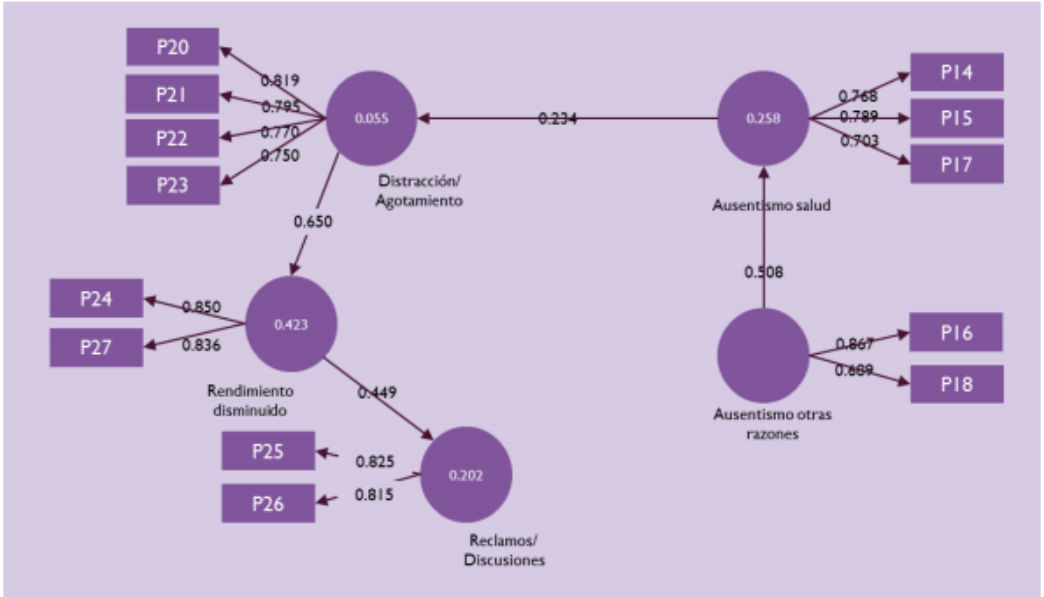 P20
0.819
P21
0.795
P22
0.770
P23
0.750
0.055
Distracción/
Agotamiento
0.234
0.258
Ausentismo salud
P14
0.768
P15
0.789
0.703
P17
0.650
0.508
P24
0.850
P27
0.836
0.423
Rendimiento
disminuido
0.449
P16
0.867
0.689
P18
Ausentismo otras
razones
P25
0.825
P26
0.815
0.202
Reclamos/
Discusiones